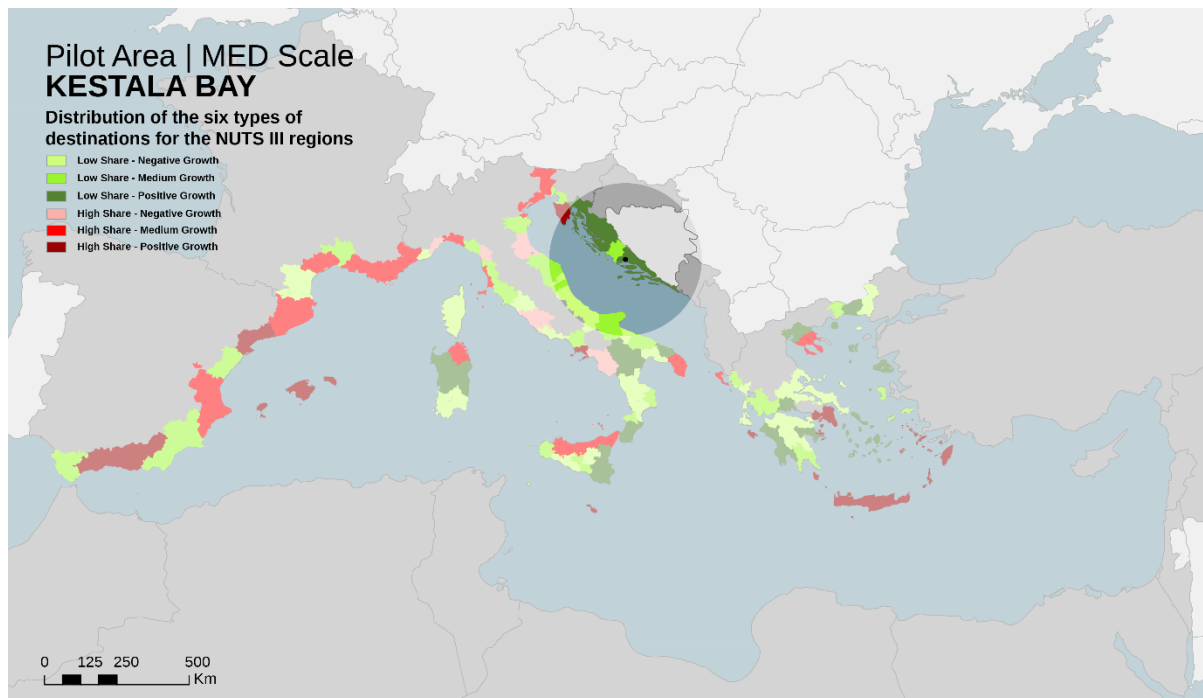 Pilot Area | MED Scale
KESTALA BAY
Distribution of the six types of
destinations for the NUTS III regions
Low Share - Negative Growth
Low Share - Medium Growth
Low Share - Positive Growth
High Share - Negative Growth
High Share - Medium Growth
High Share - Positive Growth
0 125 250 500
Km